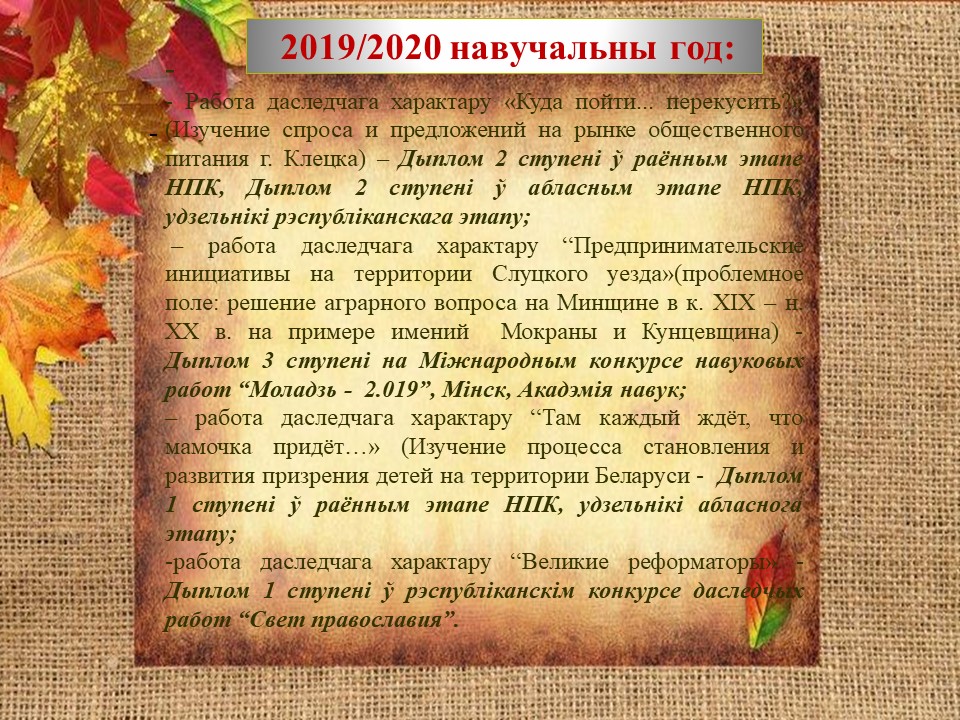 2019/2020 навучальны год:
-
- Работа даследчага характару «Куда пойти... перекусить?»
-
(Изучение спроса и предложений на рынке общественного
питания г. Клецка) – Дыплом 2 ступені ў раённым этапе
НПК, Дыплом 2 ступені ў абласным этапе НПК,
удзельнікі рэспубліканскага этапу;
– работа даследчага характару “Предпринимательские
инициативы на территории Слуцкого уезда»(проблемное
поле: решение аграрного вопроса на Минщине в к. XIX – н.
XX в. на примере имений Мокраны и Кунцевщина) -
Дыплом 3 ступені на Міжнародным конкурсе навуковых
работ “Моладзь - 2.019”, Мінск, Акадэмія навук;
– работа даследчага характару “Там каждый ждёт, что
мамочка придёт…» (Изучение процесса становления и
развития призрения детей на территории Беларуси - Дыплом
1 ступені ў раённым этапе НПК, удзельнікі абласнога
этапу;
-работа даследчага характару “Великие реформаторы» -
Дыплом 1 ступені ў рэспубліканскім конкурсе даследчых
работ “Свет православия”.